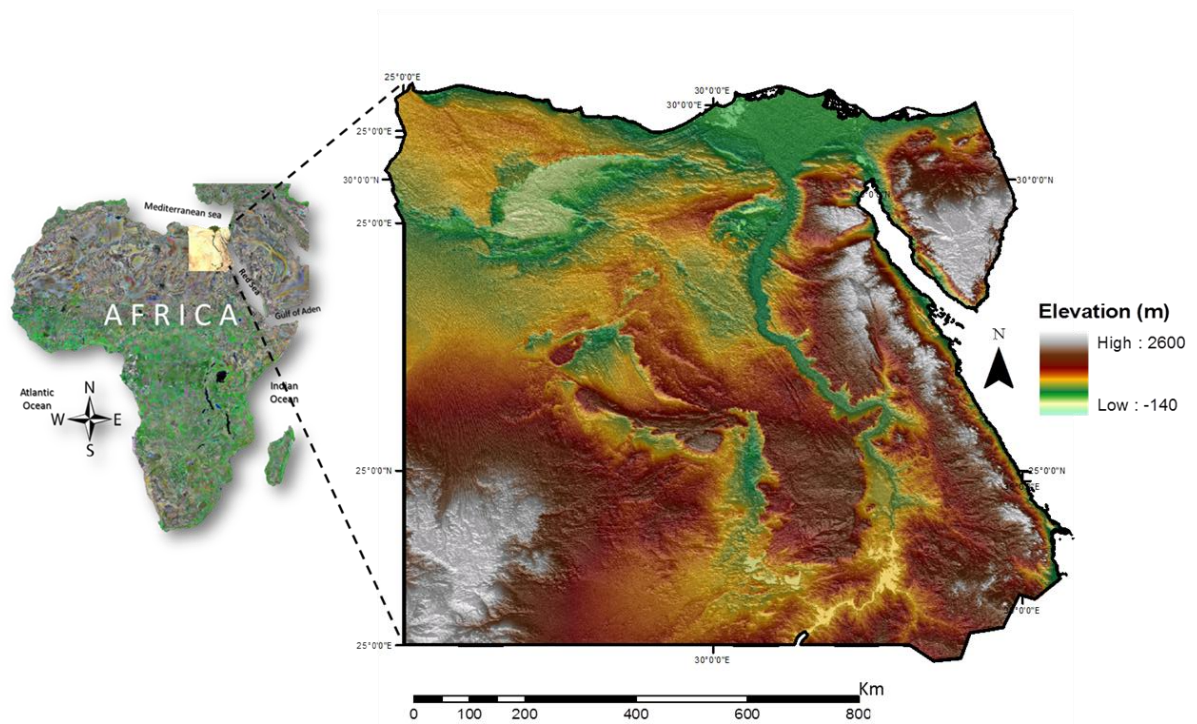 Mediterranean sea
Red sea
AFRICA
Gulf of Aden
Atlantic
Ocean
Indian
Ocean
N
W
E
S
25°0'0"E
30°0'0"E
30°0'0"E
25°0'0"E
30°0'0"N
25°0'0"E
30°0'0"N
25°0'0"N
25°0'0"N
25°0'0"E
30°0'0"E
N
Elevation (m)
High : 2600
Low : -140
0 100 200 400 600 800
Km